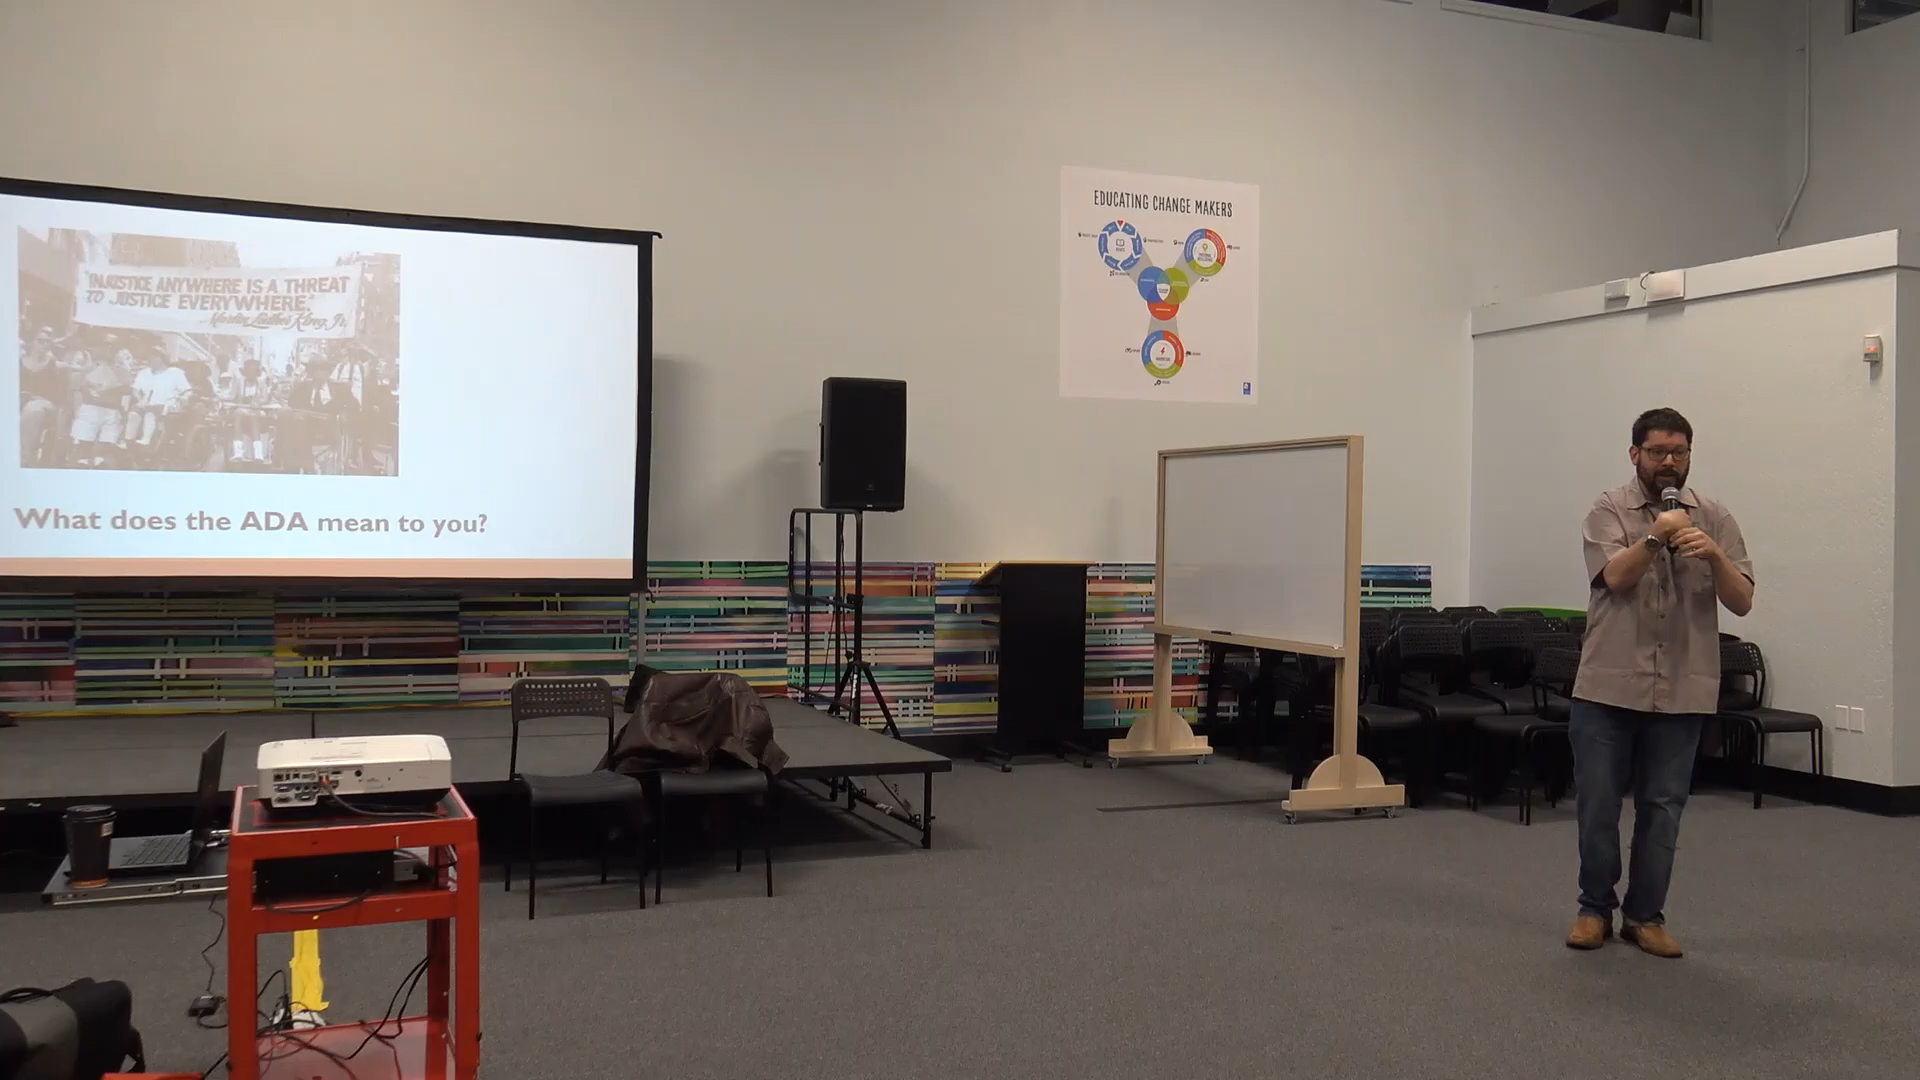 "INJUSTICE ANYWHERE IS A THREAT
TO JUSTICE EVERYWHERE."
Martin Luther King, Jr.
What does the ADA mean to you?
EDUCATING CHANGE MAKERS